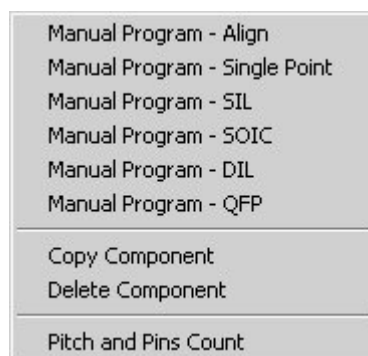 Manual Program - Align
Manual Program - Single Point
Manual Program - SIL
Manual Program - SOIC
Manual Program - DIL
Manual Program - QFP
Copy Component
Delete Component
Pitch and Pins Count